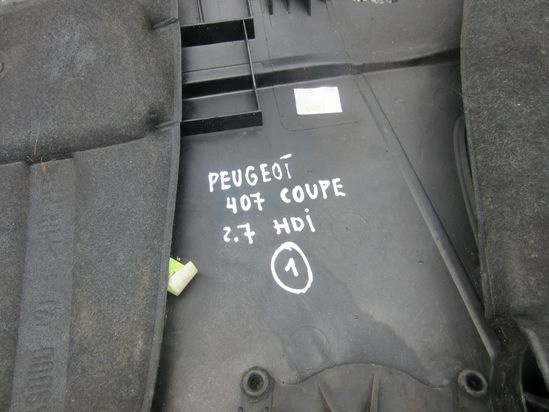 PEUGEOT
407 COUPE
2.7 HDi
1